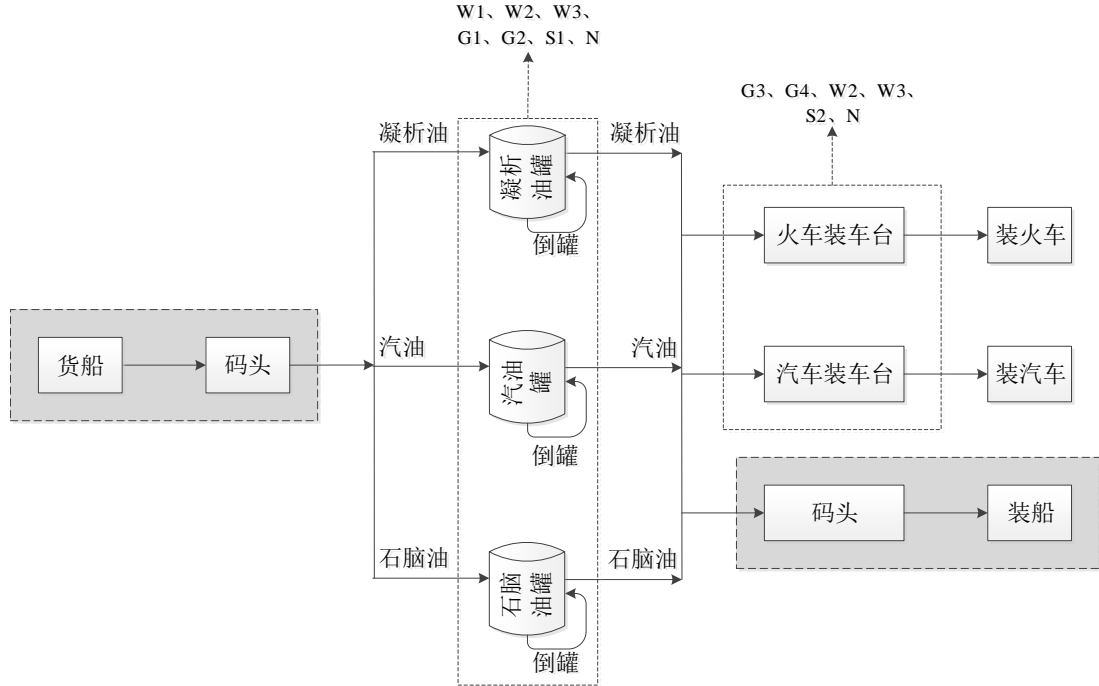 W1、W2、W3、
G1、G2、S1、N
G3、G4、W2、W3、
S2、N
凝析油
凝析
油罐
倒罐
凝析油
火车装车台
装火车
货船
码头
汽油
汽油
罐
倒罐
汽油
汽车装车台
装汽车
码头
装船
石脑油
石脑
油罐
倒罐
石脑油